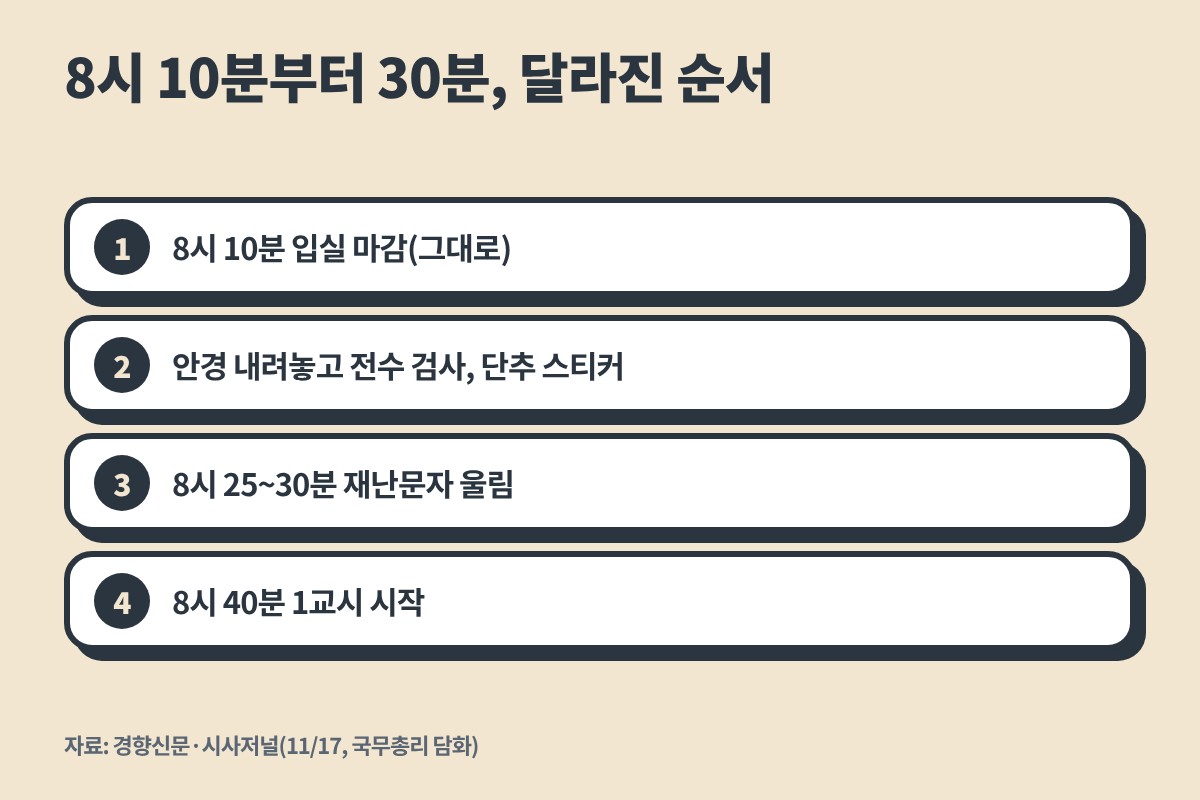 8시 10분부터 30분, 달라진 순서
1 8시 10분 입실 마감(그대로)
2 안경 내려놓고 전수 검사, 단추 스티커
3 8시 25~30분 재난문자 울림
4 8시 40분 1교시 시작
자료: 경향신문·시사저널(11/17, 국무총리 담화)